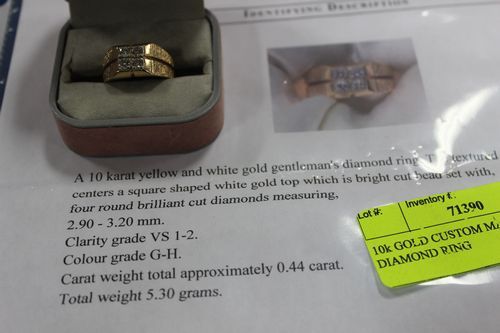 IDENTIFYING DESCRIPTION
A 10 karat yellow and white gold gentleman's diamond ring. textured
centers a square shaped white gold top which is bright cut bead set with,
four round brilliant cut diamonds measuring,
2.90 - 3.20 mm.
Clarity grade VS 1-2.
Colour grade G-H.
Carat weight total approximately 0.44 carat.
Total weight 5.30 grams.
Lot #:
Inventory #:
71390
10k GOLD CUSTOM
DIAMOND RING